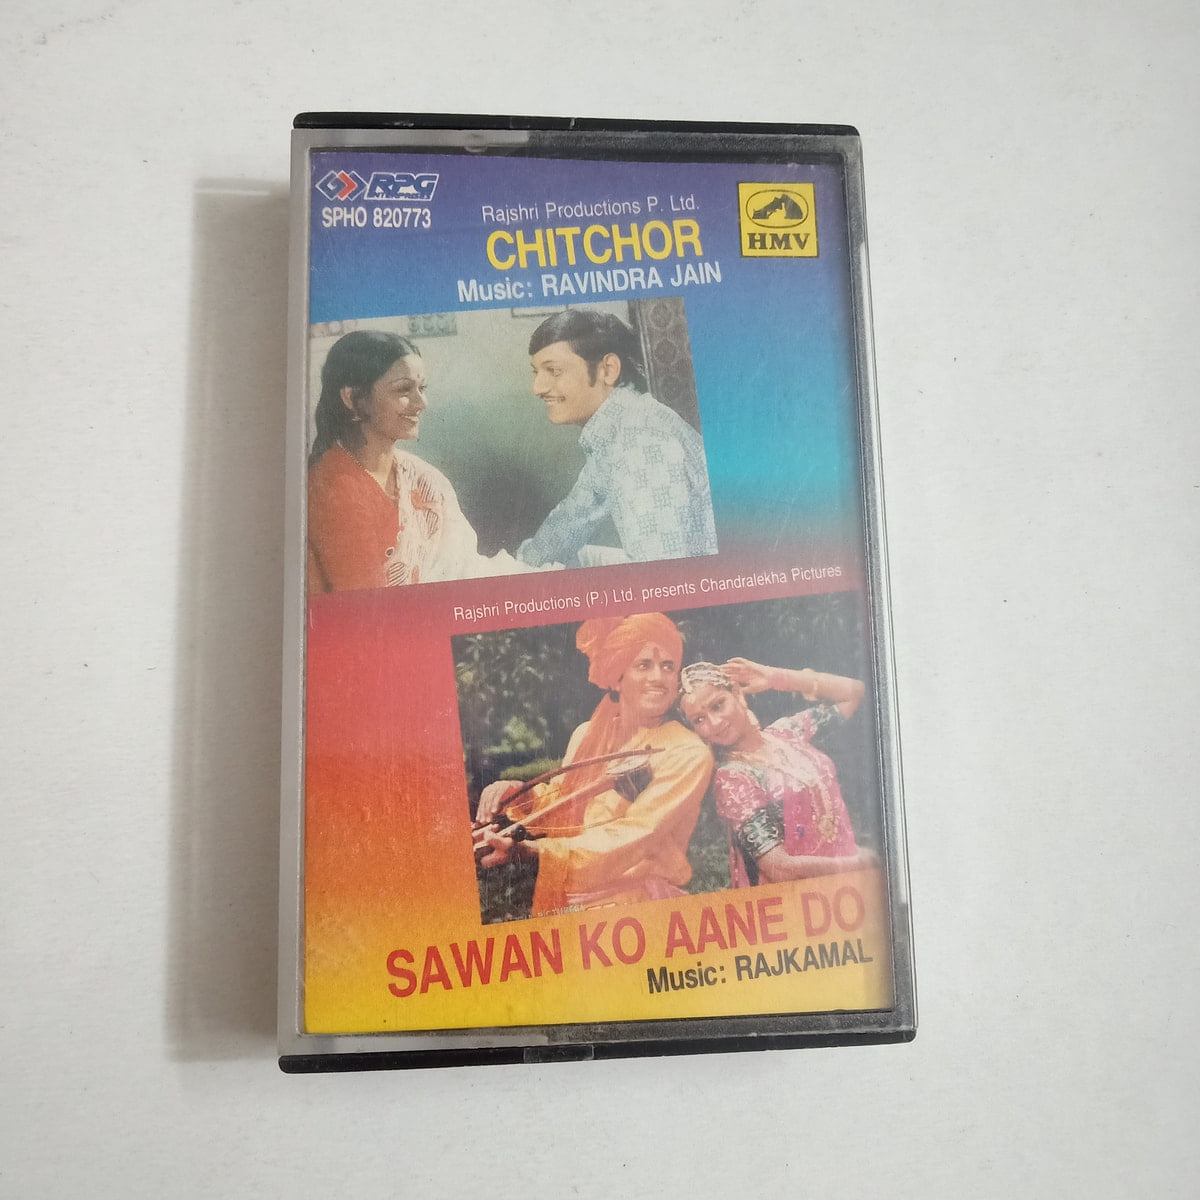 RPG
ENTERPRISES
SPHO 820773
Rajshri Productions P. Ltd.
CHITCHOR
Music: RAVINDRA JAIN
HMV
Rajshri Productions (P.) Ltd. presents Chandralekha Pictures
SAWAN KO AANE DO
Music: RAJKAMAL